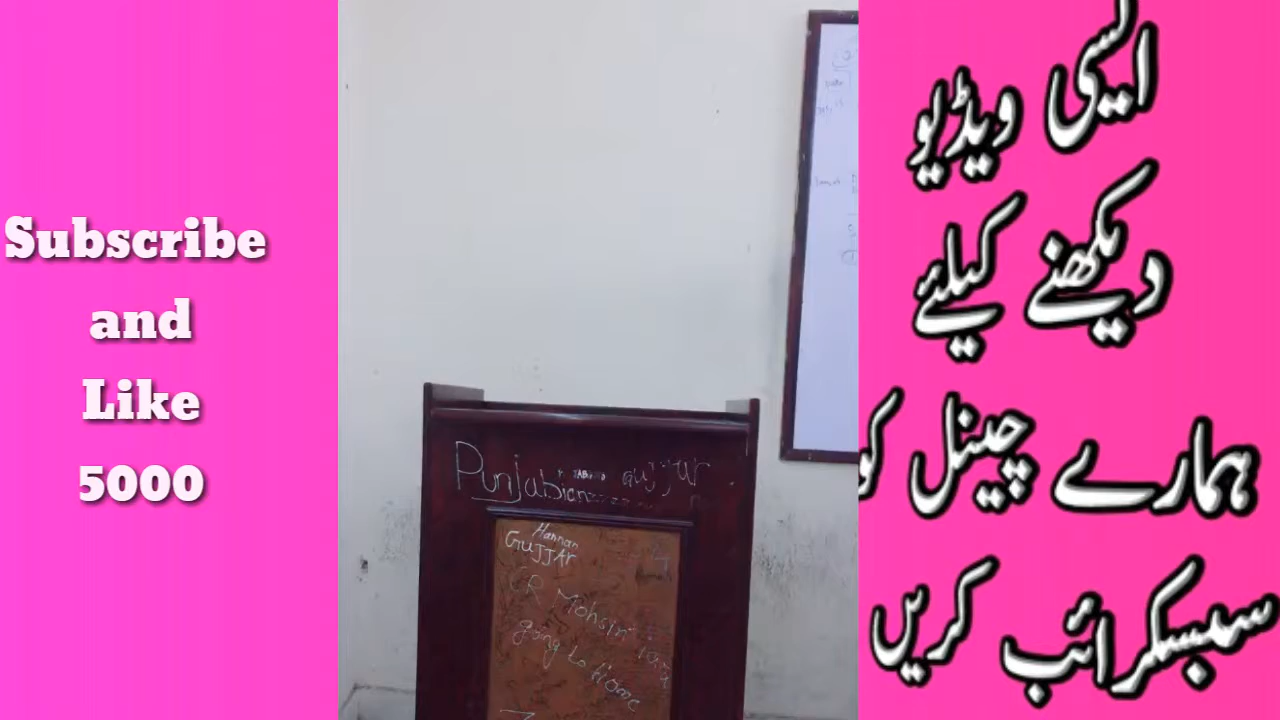 Subscribe
and
Like
5000
Punjabian gujjar
Hannan
GUJJAr
CR Mohsin
going to Home
ایسی ویڈیو
دیکھنے کیلئے
ہمارے چینل کو
سبسکرائب کریں